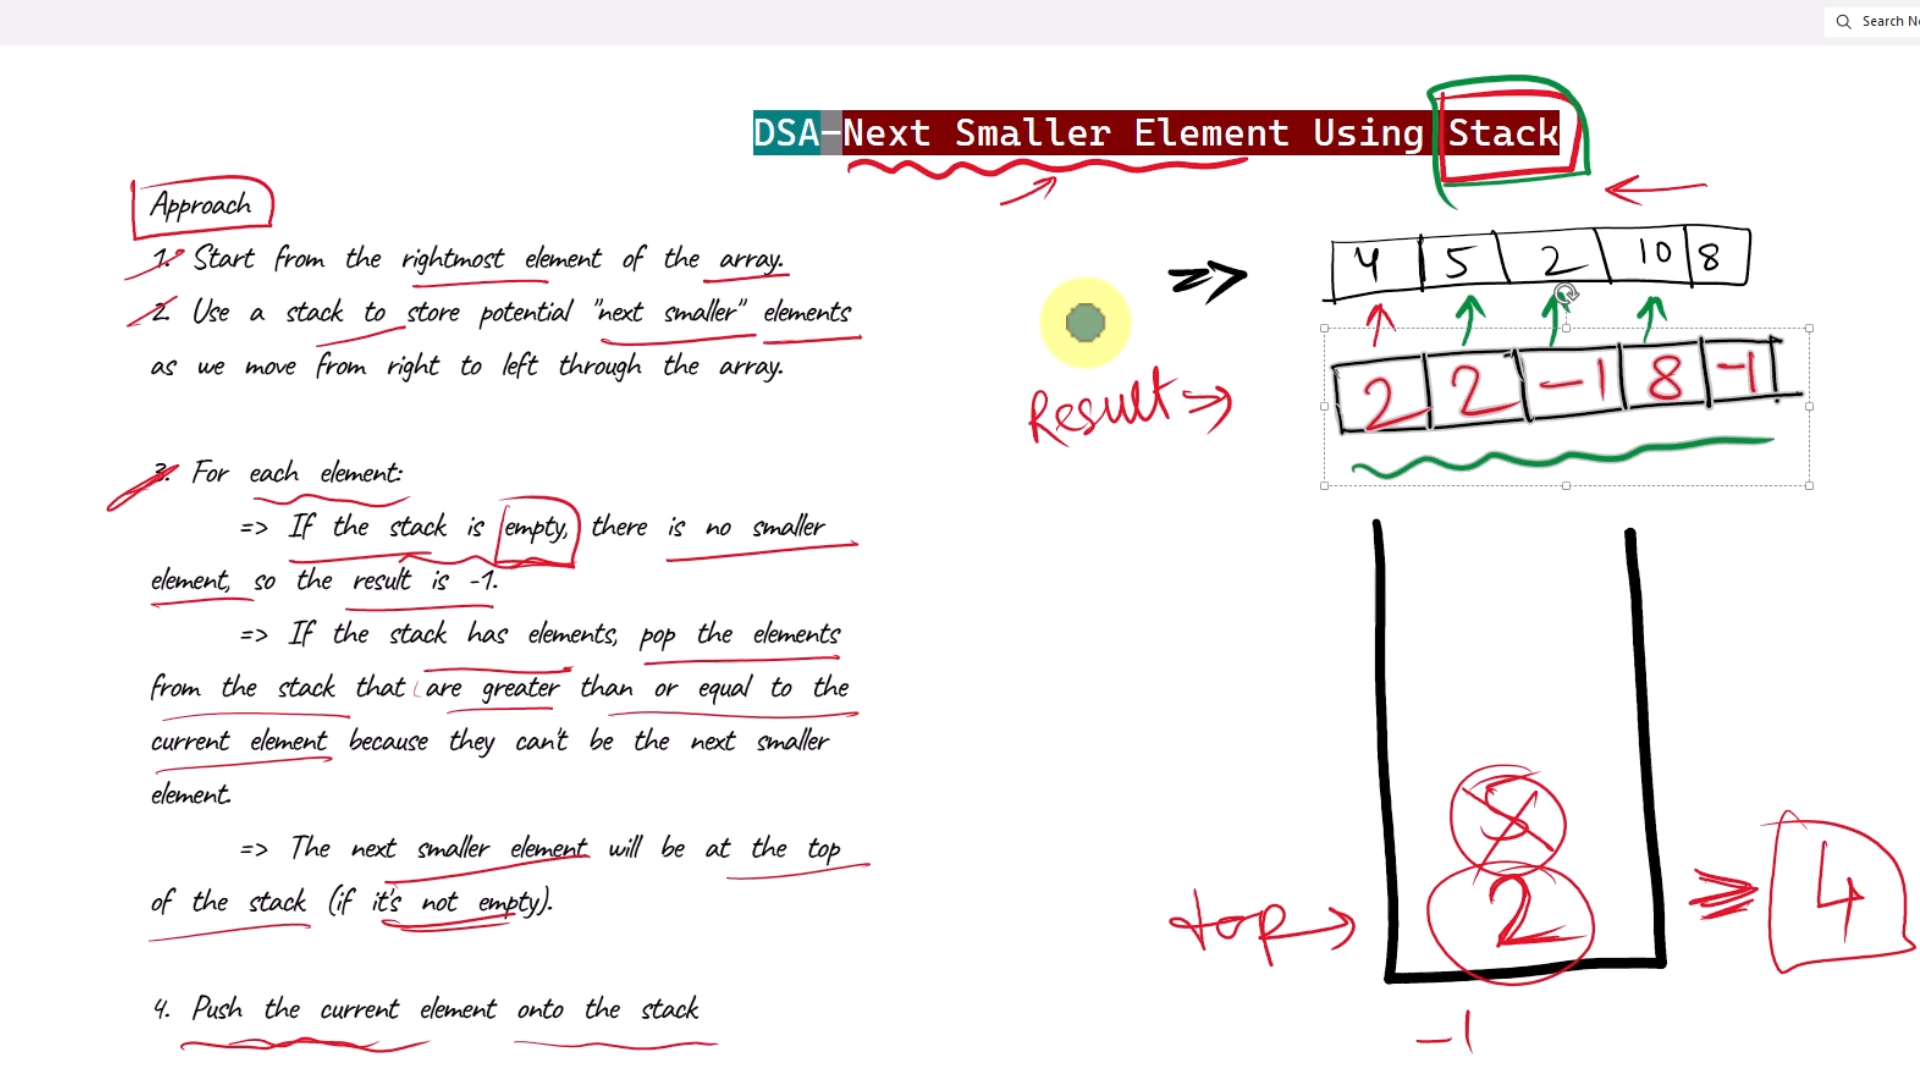 Search N
DSA-Next Smaller Element Using Stack
Approach
1. Start from the rightmost element of the array.
2. Use a stack to store potential "next smaller" elements
as we move from right to left through the array.
3. For each element:
=> If the stack is empty, there is no smaller
element, so the result is -1.
=> If the stack has elements, pop the elements
from the stack that are greater than or equal to the
current element because they can't be the next smaller
element.
=> The next smaller element will be at the top
of the stack (if it's not empty).
4. Push the current element onto the stack
4 5 2 10 8
Result 2 2 -1 8 -1
5
top 2 4
-1